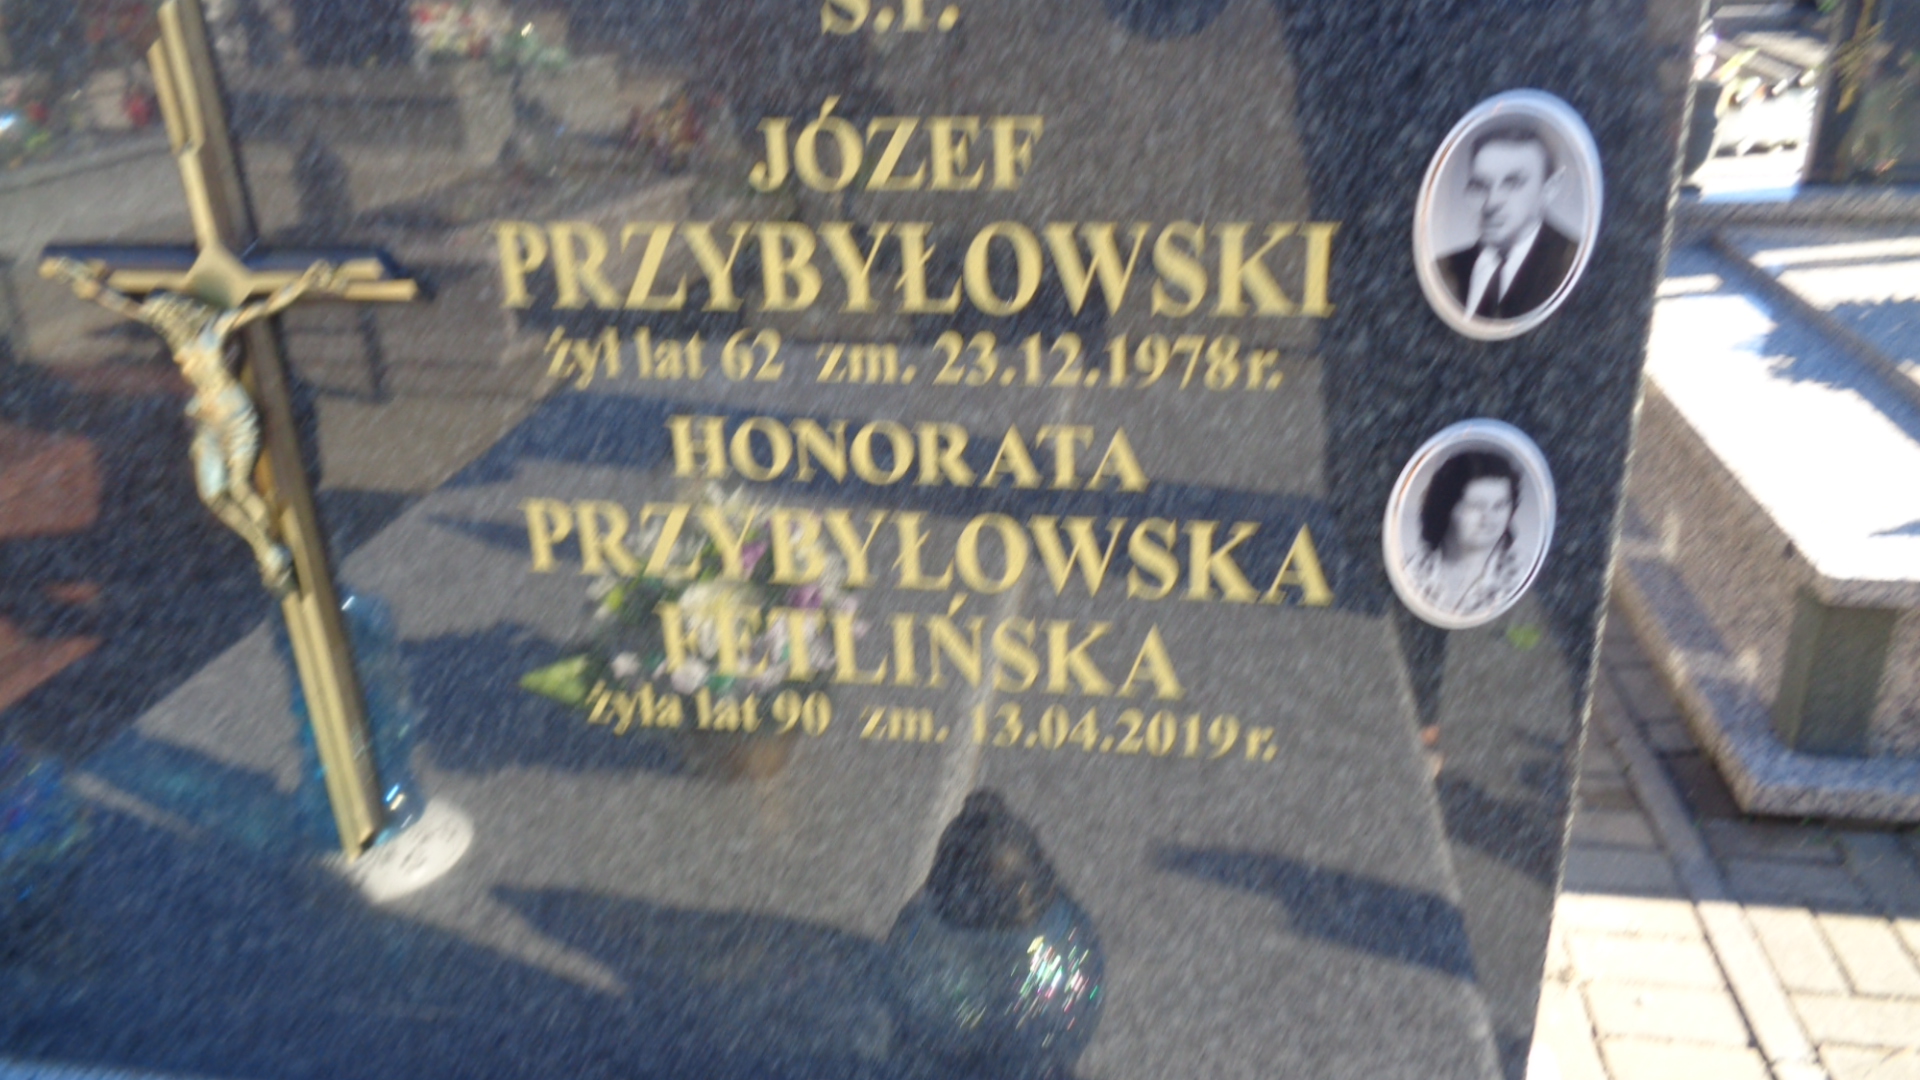 Ś.P.
JÓZEF
PRZYBYŁOWSKI
żył lat 62 zm. 23.12.1978 r.
HONORATA
PRZYBYŁOWSKA
FETLIŃSKA
żyła lat 90 zm. 13.04.2019 r.